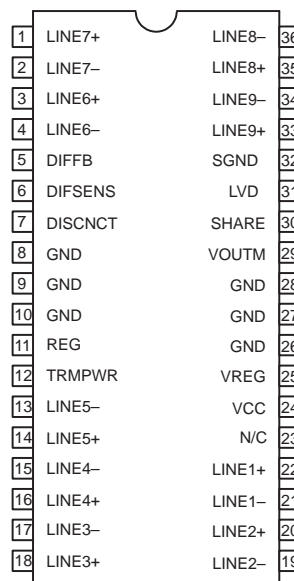 1 LINE7+ LINE8– 36
2 LINE7– LINE8+ 35
3 LINE6+ LINE9– 34
4 LINE6– LINE9+ 33
5 DIFFB SGND 32
6 DIFSENS LVD 31
7 DISCNCT SHARE 30
8 GND VOUTM 29
9 GND GND 28
10 GND GND 27
11 REG GND 26
12 TRMPWR VREG 25
13 LINE5– VCC 24
14 LINE5+ N/C 23
15 LINE4– LINE1+ 22
16 LINE4+ LINE1– 21
17 LINE3– LINE2+ 20
18 LINE3+ LINE2– 19